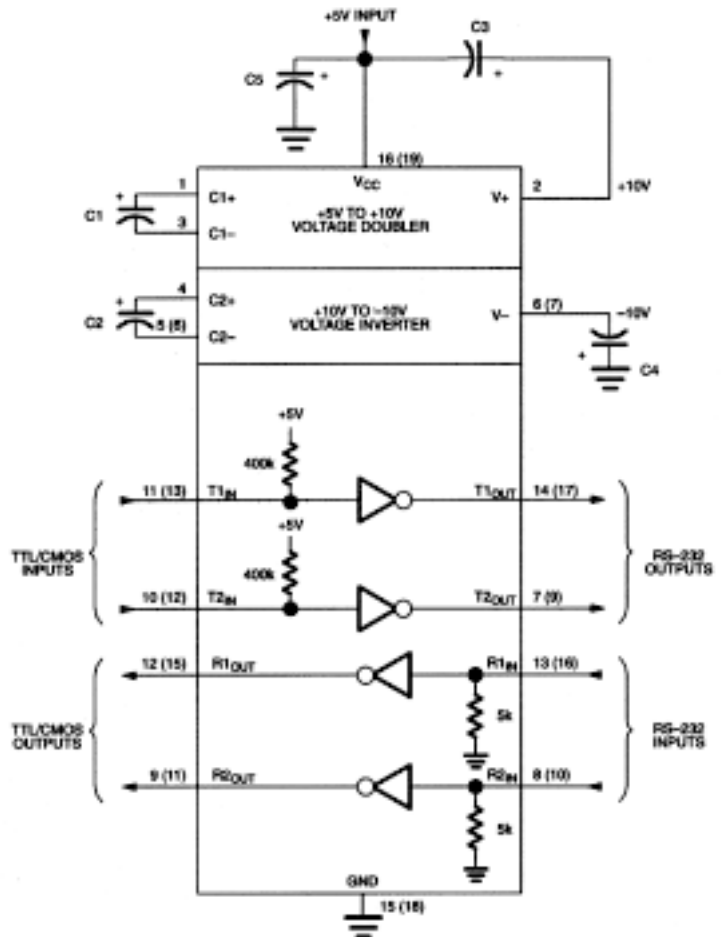 +5V INPUT
C3
C5
+
+
16 (19)
VCC
1
+
C1+
C1
3
C1−
+5V TO +10V
VOLTAGE DOUBLER
V+
2
+10V
4
+
C2+
C2
5 (6)
C2−
+10V TO −10V
VOLTAGE INVERTER
V−
6 (7)
−10V
+
C4
+5V
400k
11 (13)
T1IN
T1OUT
14 (17)
+5V
TTL/CMOS
INPUTS
400k
RS-232
OUTPUTS
10 (12)
T2IN
T2OUT
7 (9)
12 (15)
R1OUT
R1IN
13 (16)
5k
TTL/CMOS
OUTPUTS
RS-232
INPUTS
9 (11)
R2OUT
R2IN
8 (10)
5k
GND
15 (18)